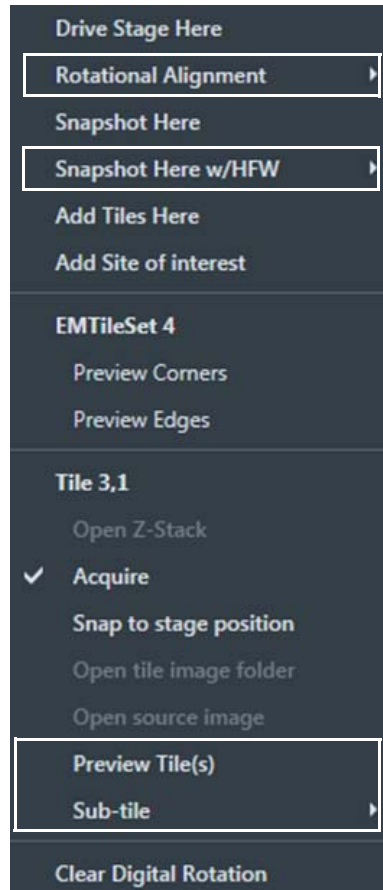 Drive Stage Here
Rotational Alignment
Snapshot Here
Snapshot Here w/HFW
Add Tiles Here
Add Site of interest
EMTileSet 4
Preview Corners
Preview Edges
Tile 3,1
Open Z-Stack
Acquire
Snap to stage position
Open tile image folder
Open source image
Preview Tile(s)
Sub-tile
Clear Digital Rotation